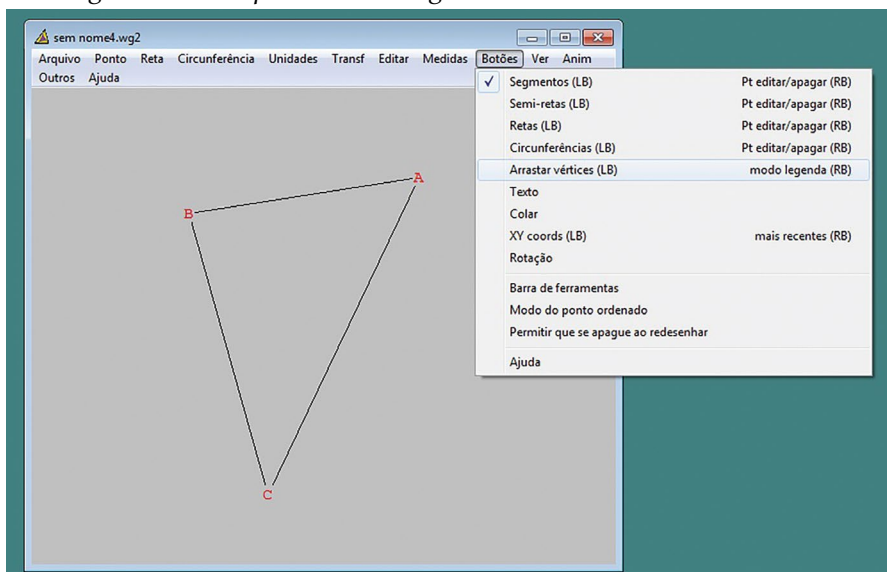 sem nome4.wg2
Arquivo Ponto Reta Circunferência Unidades Transf Editar Medidas Botões Ver Anim
Outros Ajuda
Segmentos (LB) Pt editar/apagar (RB)
Semi-retas (LB) Pt editar/apagar (RB)
Retas (LB) Pt editar/apagar (RB)
Circunferências (LB) Pt editar/apagar (RB)
Arrastar vértices (LB) modo legenda (RB)
Texto
Colar
XY coords (LB) mais recentes (RB)
Rotação
Barra de ferramentas
Modo do ponto ordenado
Permitir que se apague ao redesenhar
Ajuda
A
B
C